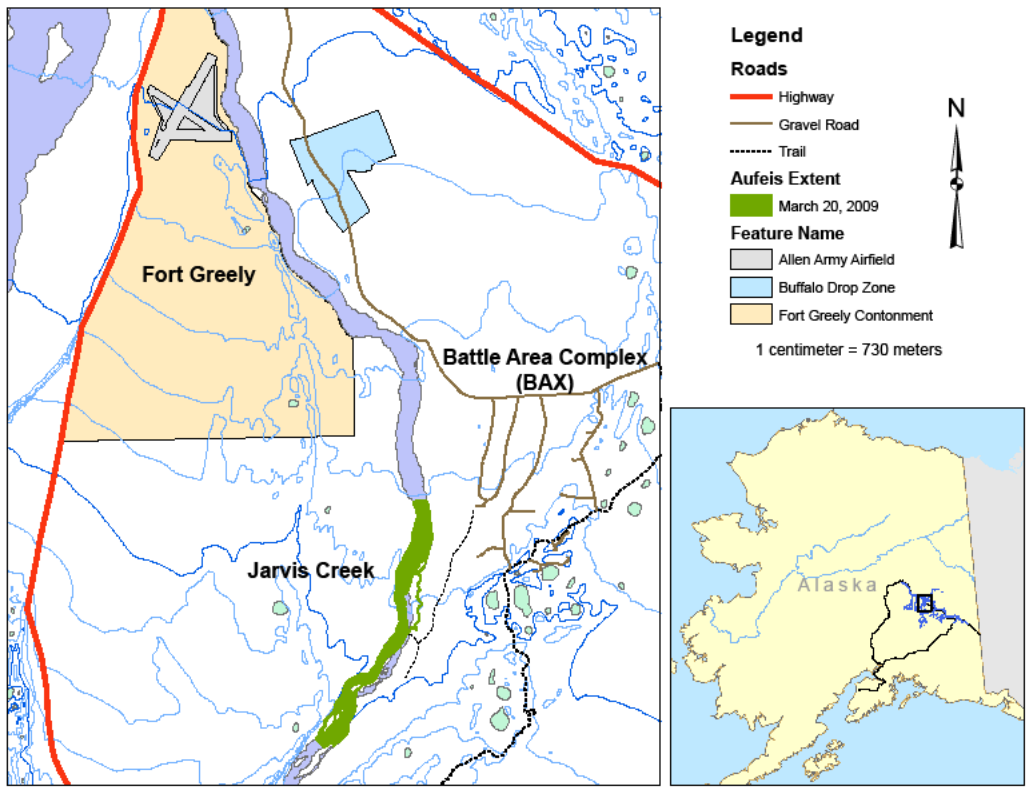 Fort Greely
Battle Area Complex
(BAX)
Jarvis Creek
Legend
Roads
Highway
Gravel Road
Trail
Aufeis Extent
March 20, 2009
Feature Name
Allen Army Airfield
Buffalo Drop Zone
Fort Greely Contonment
1 centimeter = 730 meters
N
Alaska